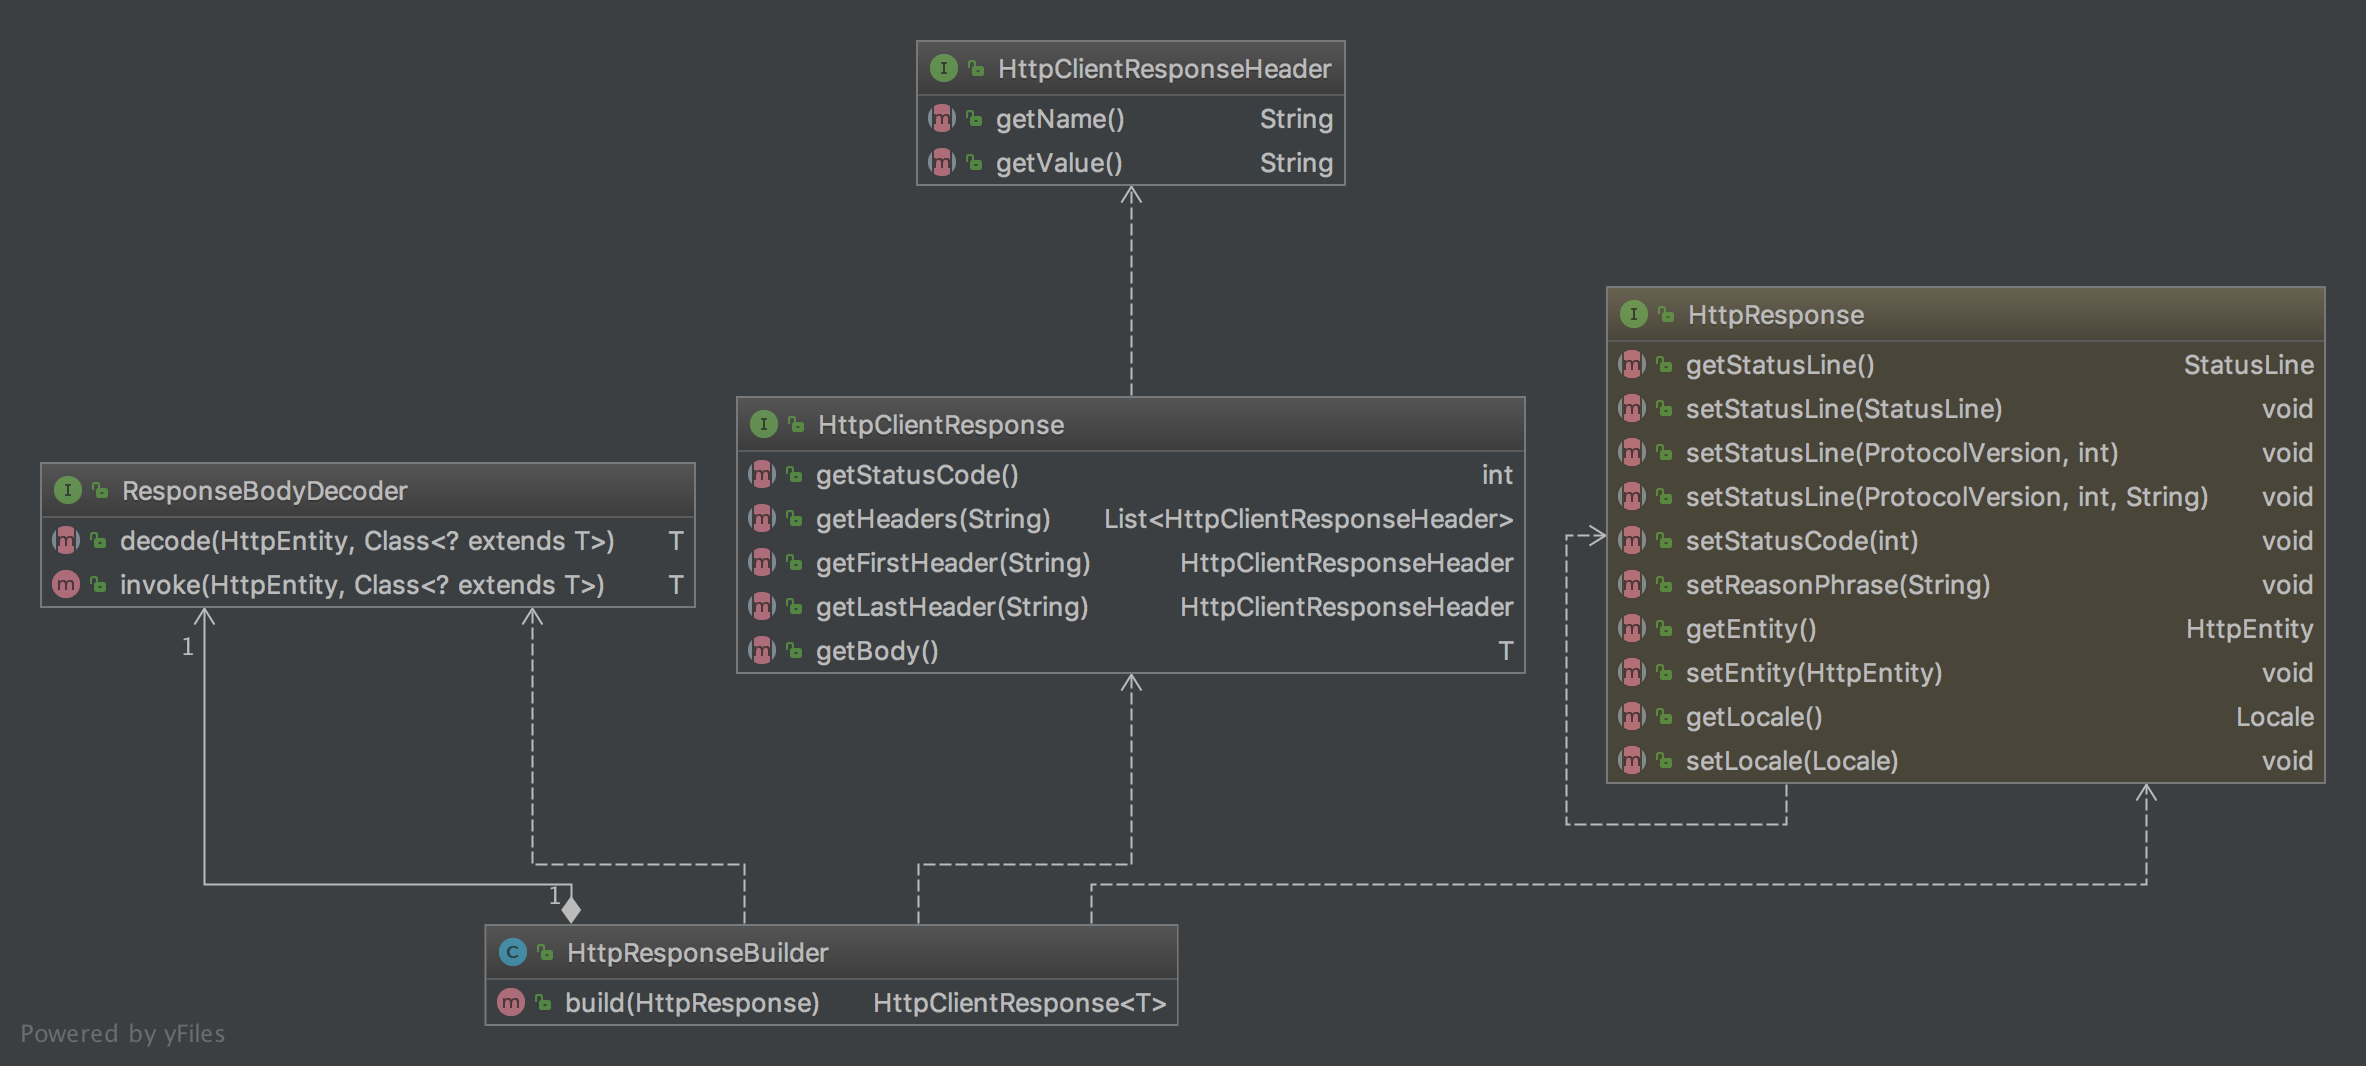 HttpClientResponseHeader
getName() String
getValue() String
HttpResponse
getStatusLine() StatusLine
setStatusLine(StatusLine) void
setStatusLine(ProtocolVersion, int) void
setStatusLine(ProtocolVersion, int, String) void
setStatusCode(int) void
setReasonPhrase(String) void
getEntity() HttpEntity
setEntity(HttpEntity) void
getLocale() Locale
setLocale(Locale) void
HttpClientResponse
getStatusCode() int
getHeaders(String) List<HttpClientResponseHeader>
getFirstHeader(String) HttpClientResponseHeader
getLastHeader(String) HttpClientResponseHeader
getBody() T
ResponseBodyDecoder
decode(HttpEntity, Class<? extends T>) T
invoke(HttpEntity, Class<? extends T>) T
1
1
HttpResponseBuilder
build(HttpResponse) HttpClientResponse<T>
Powered by yFiles